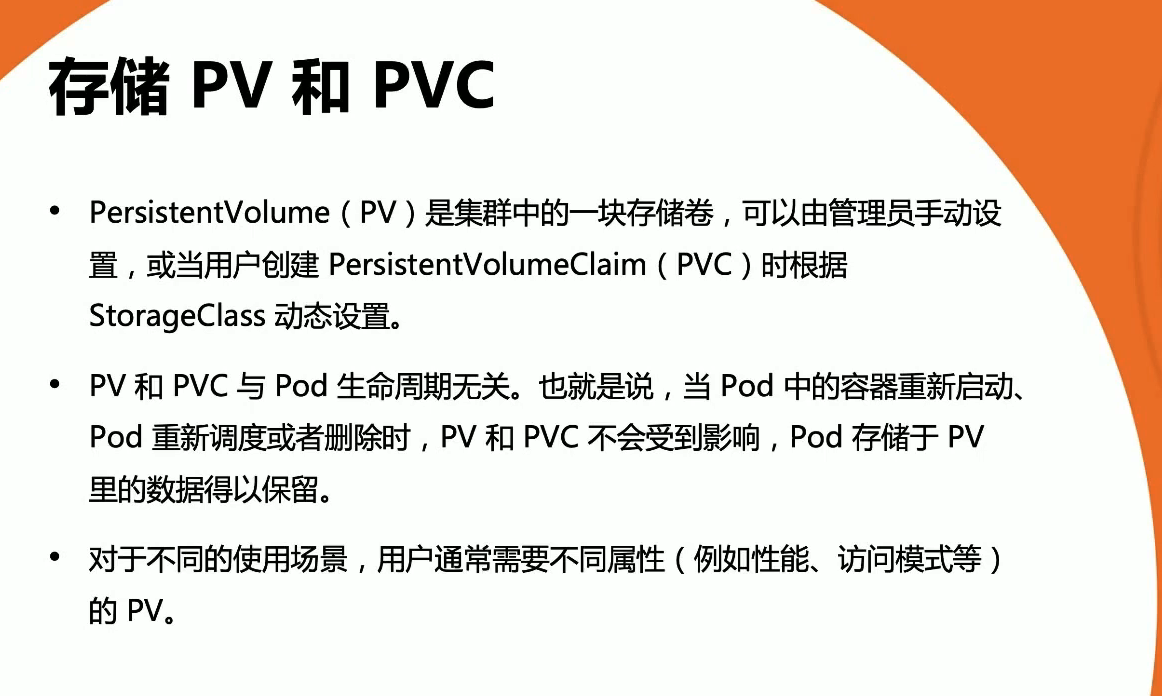 存储 PV 和 PVC
• PersistentVolume（PV）是集群中的一块存储卷，可以由管理员手动设
置，或当用户创建 PersistentVolumeClaim（PVC）时根据
StorageClass 动态设置。
• PV 和 PVC 与 Pod 生命周期无关。也就是说，当 Pod 中的容器重新启动、
Pod 重新调度或者删除时，PV 和 PVC 不会受到影响，Pod 存储于 PV
里的数据得以保留。
• 对于不同的使用场景，用户通常需要不同属性（例如性能、访问模式等）
的 PV。